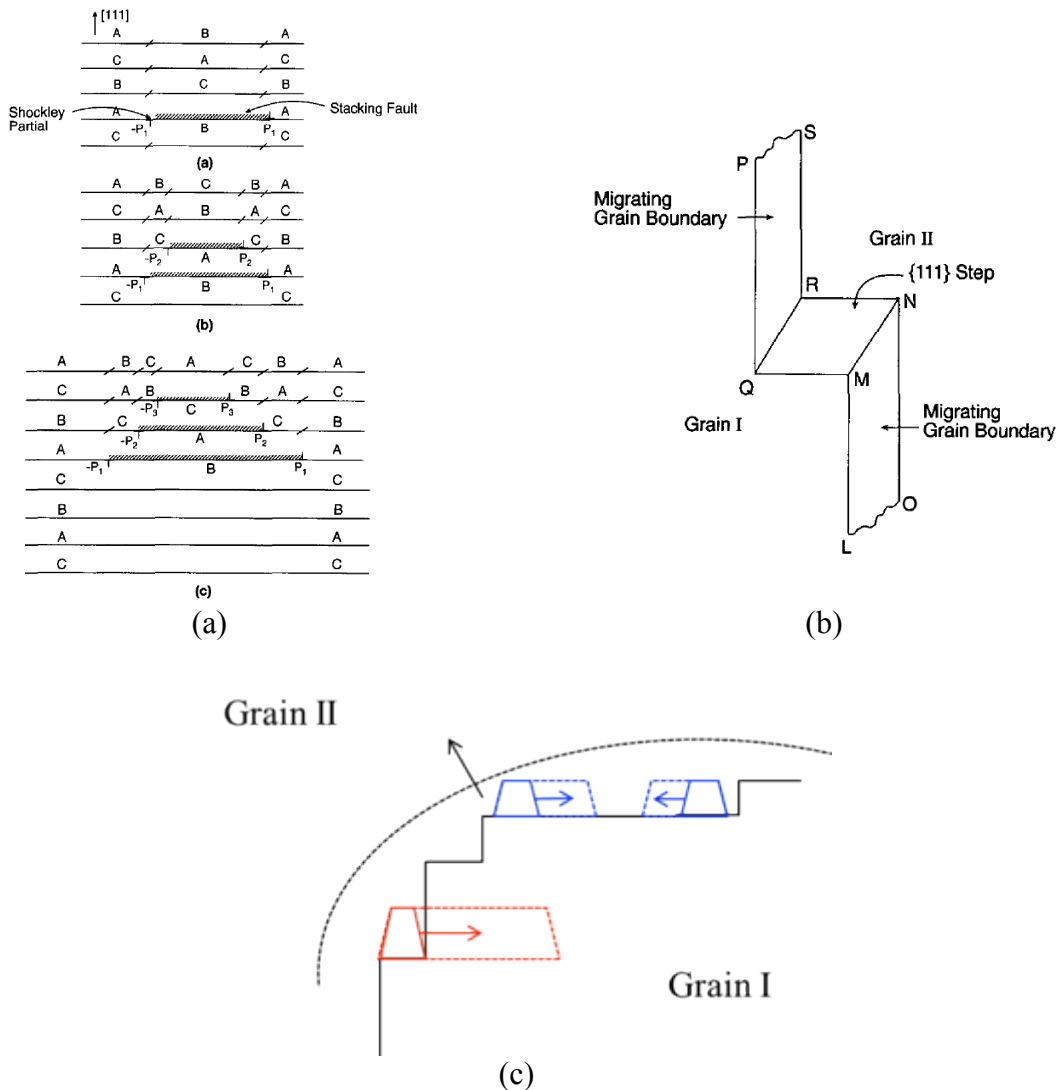 [111]
A B A
C A C
B C B
Shockley
Partial
Stacking Fault
A A
-P₁ B P₁
C C
(a)
A B C B A
C A B A C
B C C B
-P₂ A P₂
A A
-P₁ B P₁
C C
(b)
A B C A C B A
C A B B A C
-P₃ C P₃
B C C B
-P₂ A P₂
A A
-P₁ B P₁
C C
B B
A A
C C
(c)
(a)
S
P
Migrating
Grain Boundary
Grain II
{111} Step
R
N
Q
M
Grain I
Migrating
Grain Boundary
O
L
(b)
Grain II
Grain I
(c)